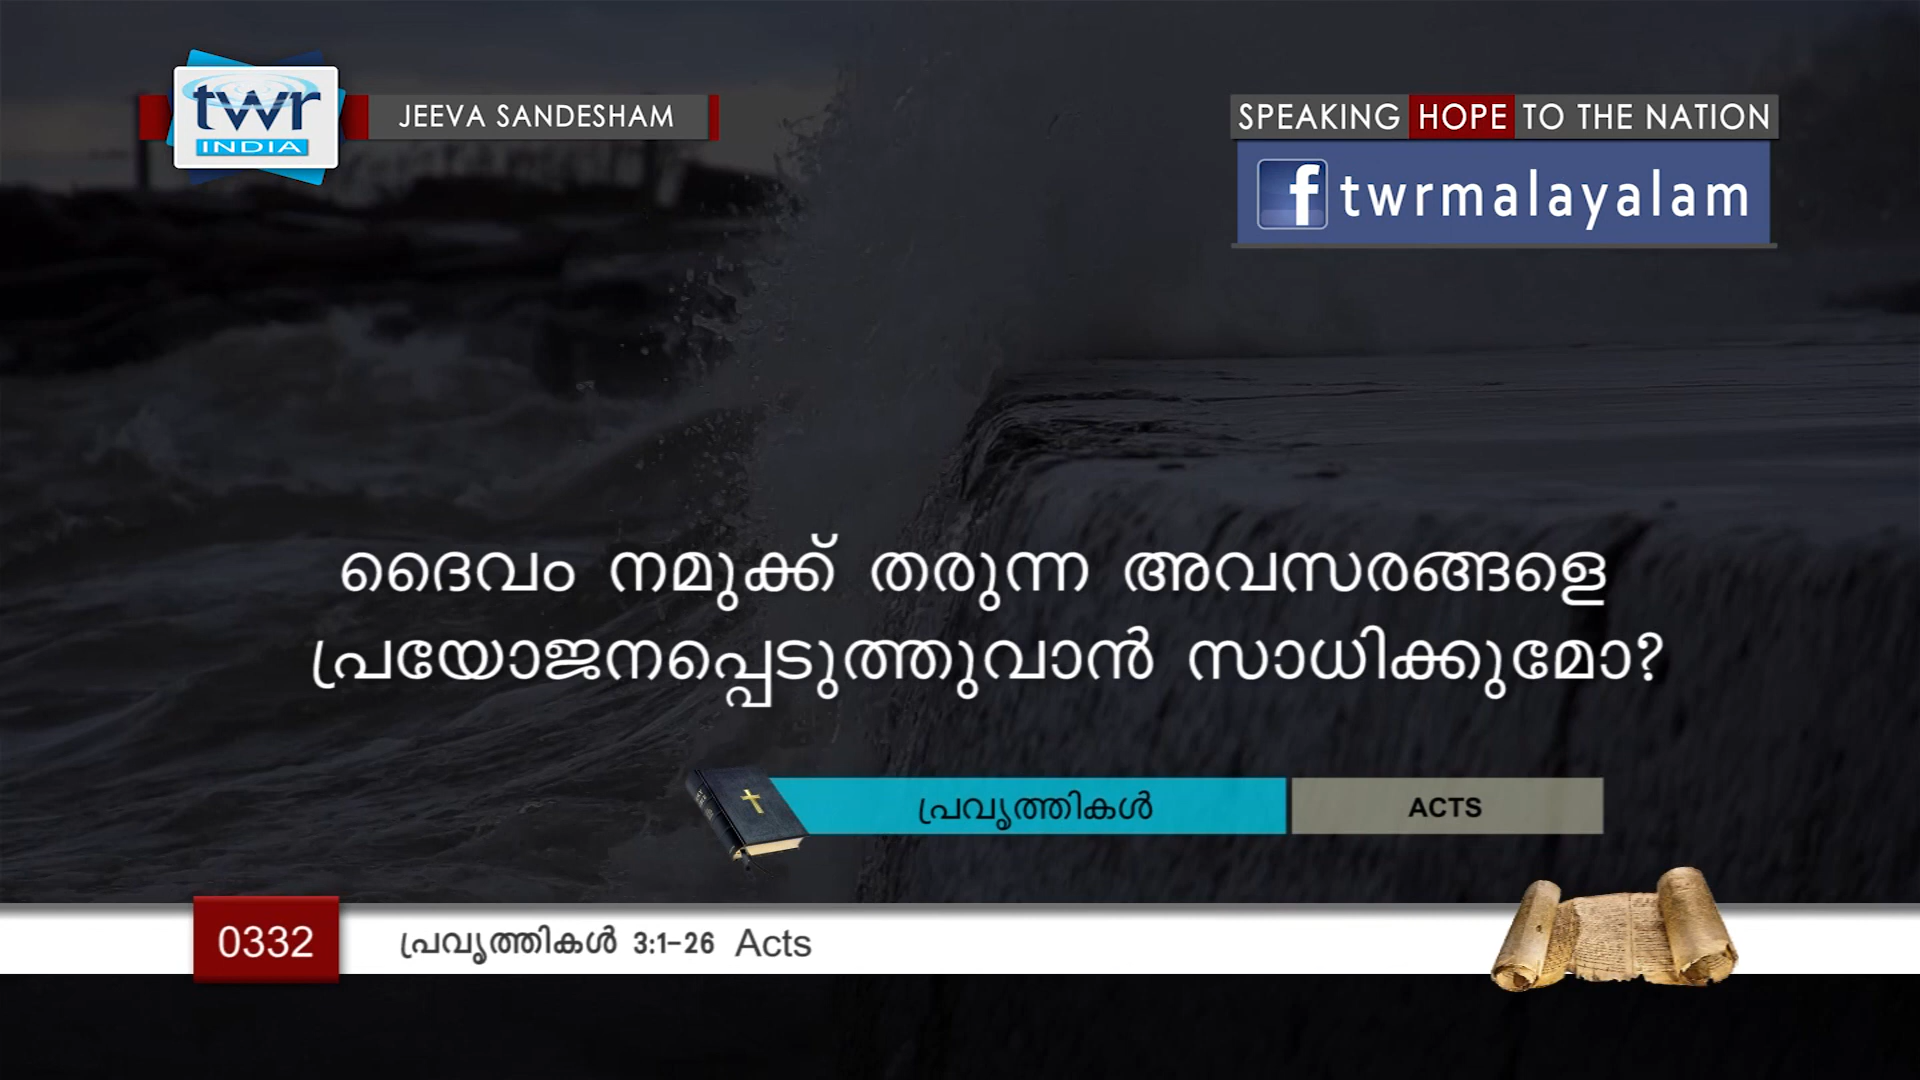 twr
INDIA
JEEVA SANDESHAM
SPEAKING HOPE TO THE NATION
f twrmalayalam
ദൈവം നമുക്ക് തരുന്ന അവസരങ്ങളെ
പ്രയോജനപ്പെടുത്തുവാൻ സാധിക്കുമോ?
പ്രവൃത്തികൾ ACTS
0332 പ്രവൃത്തികൾ 3:1-26 Acts